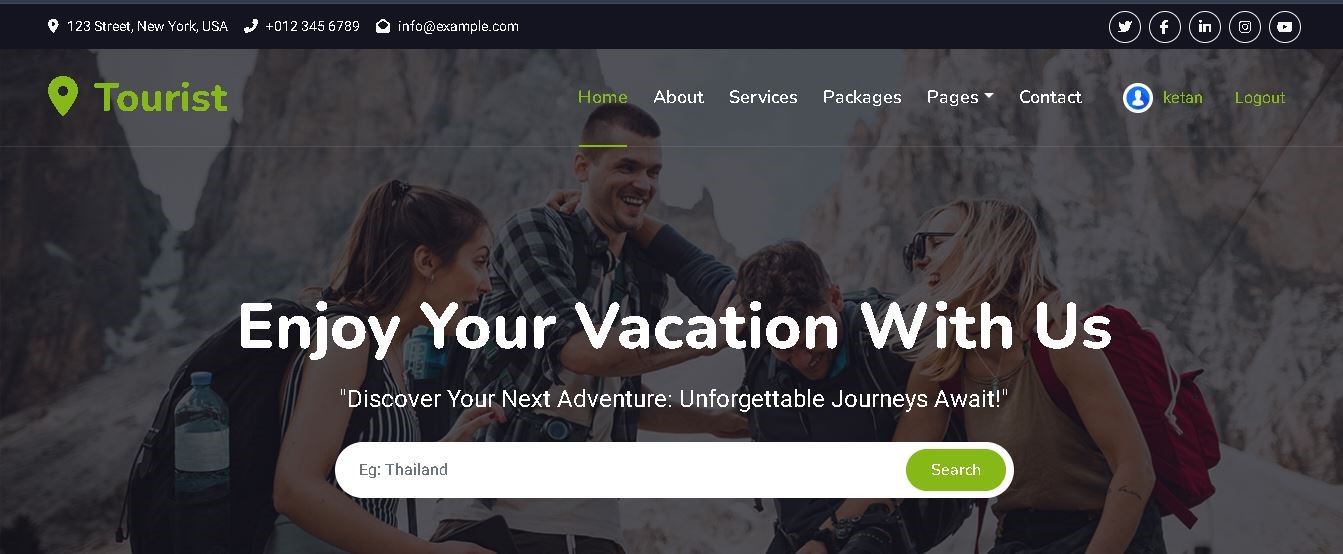 123 Street, New York, USA +012 345 6789 info@example.com
Tourist Home About Services Packages Pages Contact ketan Logout
Enjoy Your Vacation With Us
"Discover Your Next Adventure: Unforgettable Journeys Await!"
Eg: Thailand Search